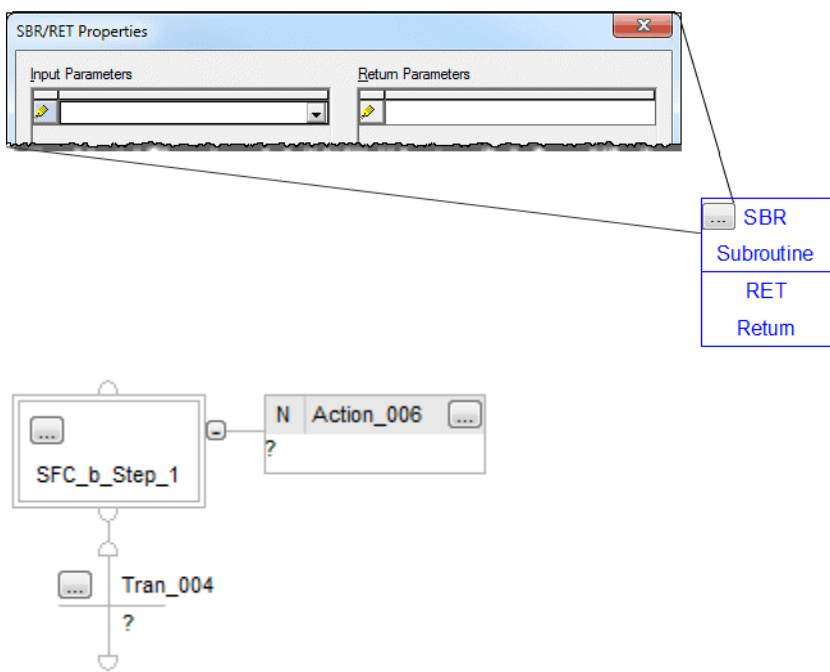 SBR/RET Properties
Input Parameters
Return Parameters
... SBR
Subroutine
RET
Return
N Action_006 ...
?
...
SFC_b_Step_1
... Tran_004
?